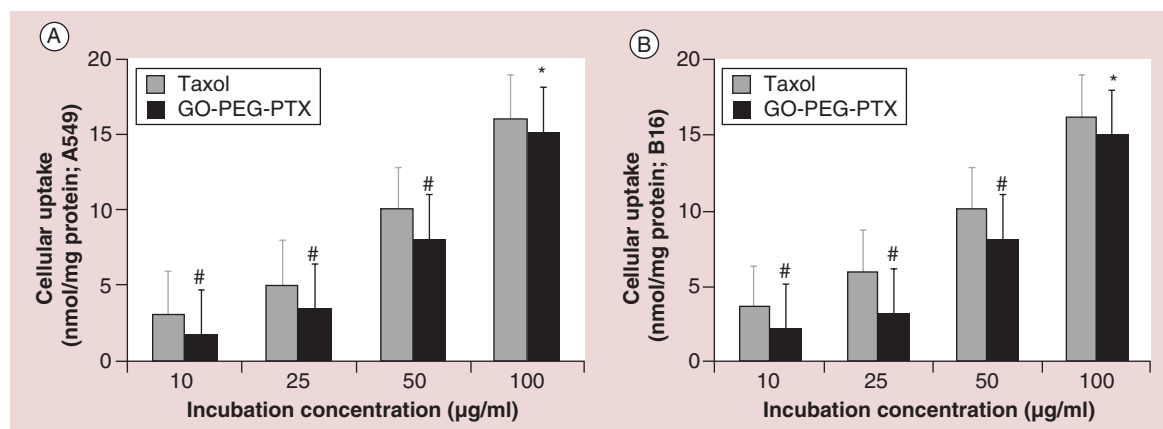 A
20
15
10
5
0
Cellular uptake
(nmol/mg protein; A549)
Taxol
GO-PEG-PTX
#
#
#
*
10 25 50 100
Incubation concentration (µg/ml)
B
20
15
10
5
0
Cellular uptake
(nmol/mg protein; B16)
Taxol
GO-PEG-PTX
#
#
#
*
10 25 50 100
Incubation concentration (µg/ml)